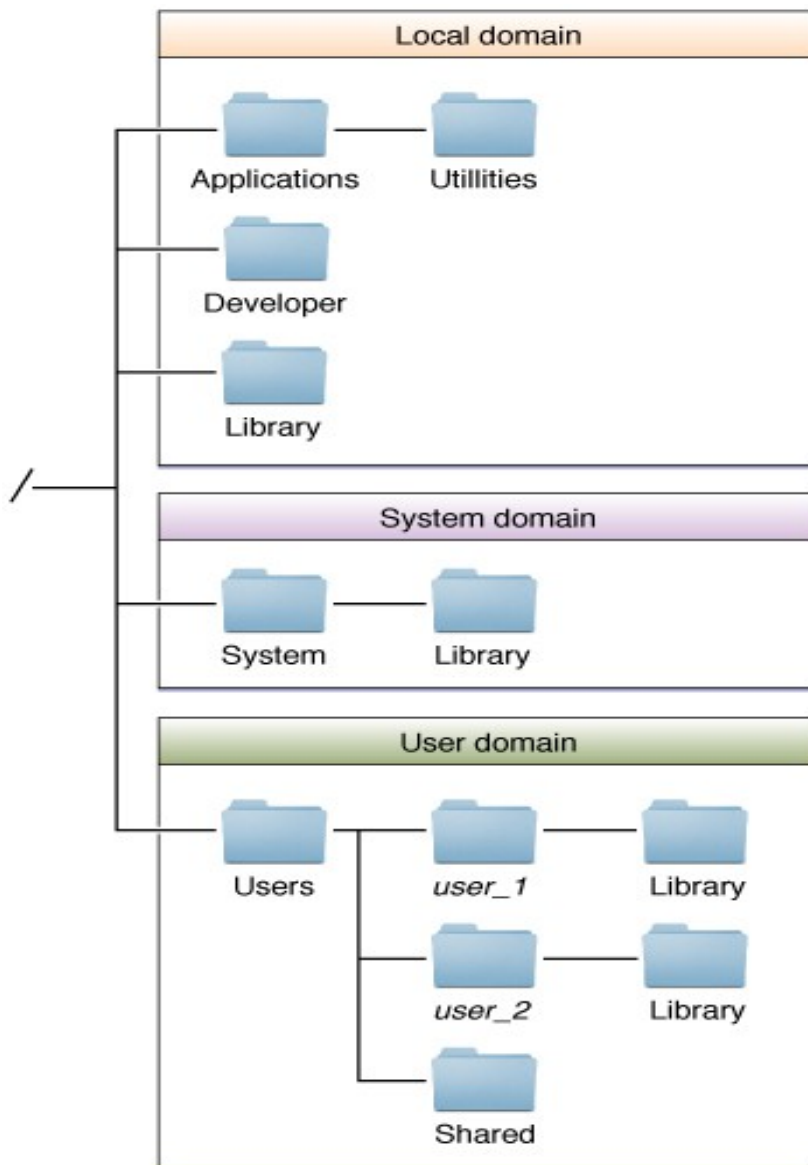 Local domain
Applications Utillities
Developer
Library
/
System domain
System Library
User domain
Users user_1 Library
user_2 Library
Shared